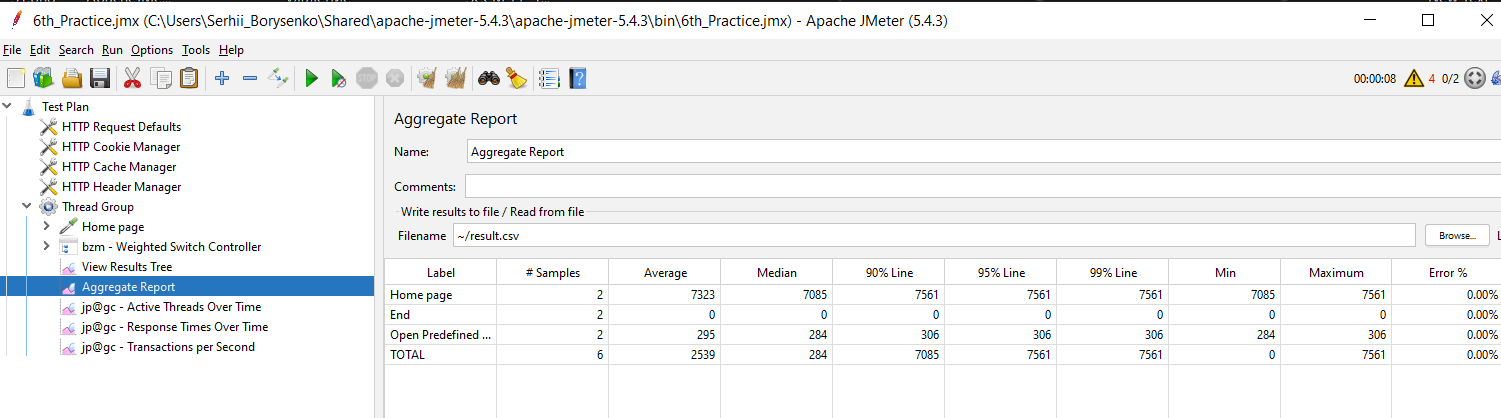 6th_Practice.jmx (C:\Users\Serhii_Borysenko\Shared\apache-jmeter-5.4.3\apache-jmeter-5.4.3\bin\6th_Practice.jmx) - Apache JMeter (5.4.3)
File Edit Search Run Options Tools Help
STOP 00:00:08 4 0/2
Test Plan
HTTP Request Defaults
HTTP Cookie Manager
HTTP Cache Manager
HTTP Header Manager
Thread Group
Home page
bzm - Weighted Switch Controller
View Results Tree
Aggregate Report
jp@gc - Active Threads Over Time
jp@gc - Response Times Over Time
jp@gc - Transactions per Second
Aggregate Report
Name: Aggregate Report
Comments:
Write results to file / Read from file
Filename ~/result.csv Browse...
Label # Samples Average Median 90% Line 95% Line 99% Line Min Maximum Error %
Home page 2 7323 7085 7561 7561 7561 7085 7561 0.00%
End 2 0 0 0 0 0 0 0 0.00%
Open Predefined ... 2 295 284 306 306 306 284 306 0.00%
TOTAL 6 2539 284 7085 7561 7561 0 7561 0.00%